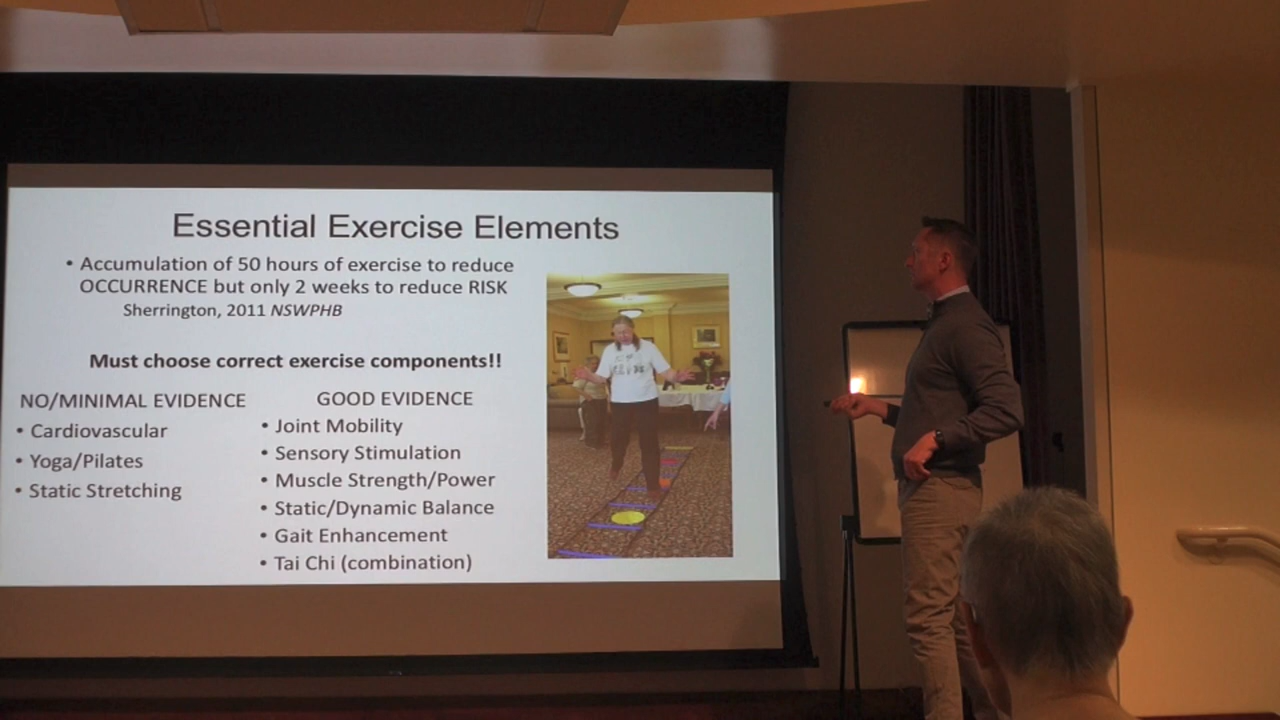 Essential Exercise Elements
• Accumulation of 50 hours of exercise to reduce
OCCURRENCE but only 2 weeks to reduce RISK
Sherrington, 2011 NSWPHB
Must choose correct exercise components!!
NO/MINIMAL EVIDENCE
• Cardiovascular
• Yoga/Pilates
• Static Stretching
GOOD EVIDENCE
• Joint Mobility
• Sensory Stimulation
• Muscle Strength/Power
• Static/Dynamic Balance
• Gait Enhancement
• Tai Chi (combination)